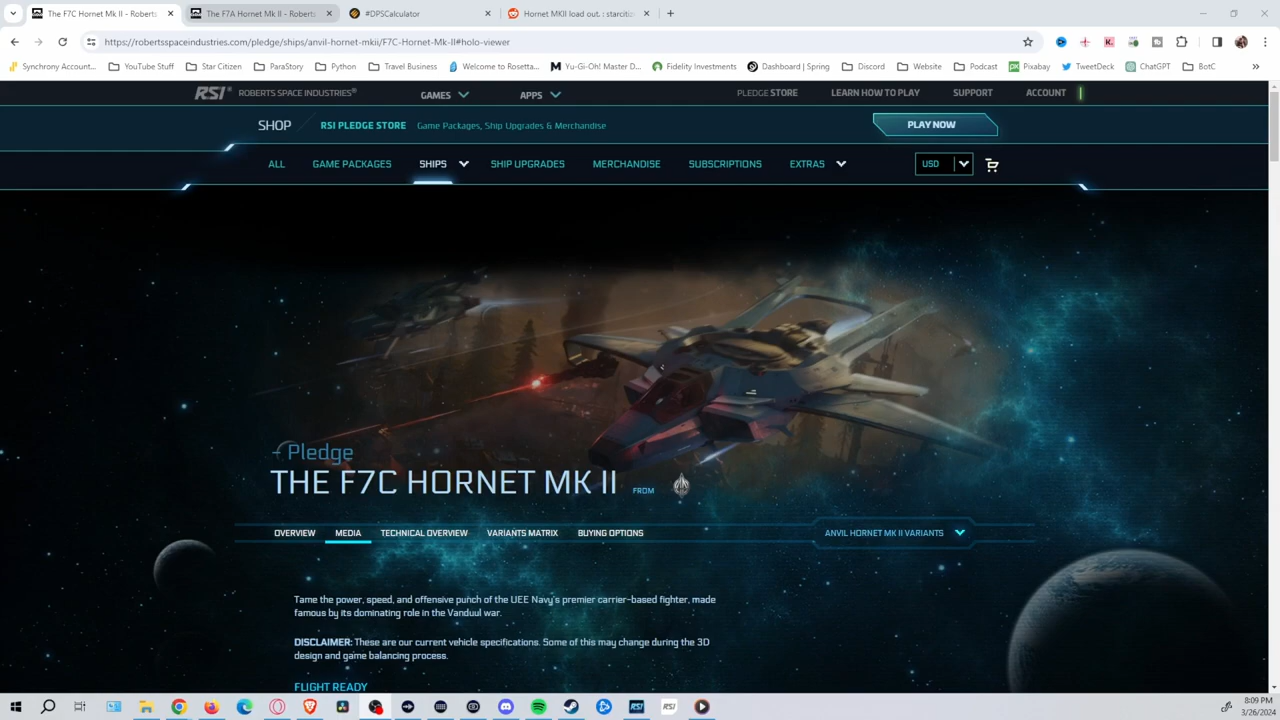 The F7C Hornet Mk II - Roberts
The F7A Hornet Mk II - Roberts
#DPSCalculator
Hornet MKII load out. : starcitiz
https://robertsspaceindustries.com/pledge/ships/anvil-hornet-mkii/F7C-Hornet-Mk-II#holo-viewer
Synchrony Account... YouTube Stuff Star Citizen ParaStory Python Travel Business Welcome to Rosetta... Yu-Gi-Oh! Master D... Fidelity Investments Dashboard | Spring Discord Website Podcast Pixabay TweetDeck ChatGPT BotC
RSI ROBERTS SPACE INDUSTRIES® GAMES APPS PLEDGE STORE LEARN HOW TO PLAY SUPPORT ACCOUNT
SHOP RSI PLEDGE STORE Game Packages, Ship Upgrades & Merchandise PLAY NOW
ALL GAME PACKAGES SHIPS SHIP UPGRADES MERCHANDISE SUBSCRIPTIONS EXTRAS USD
Pledge
THE F7C HORNET MK II FROM
OVERVIEW MEDIA TECHNICAL OVERVIEW VARIANTS MATRIX BUYING OPTIONS ANVIL HORNET MK II VARIANTS
Tame the power, speed, and offensive punch of the UEE Navy's premier carrier-based fighter, made
famous by its dominating role in the Vanduul war.
DISCLAIMER: These are our current vehicle specifications. Some of this may change during the 3D
design and game balancing process.
FLIGHT READY
8:09 PM
3/26/2024